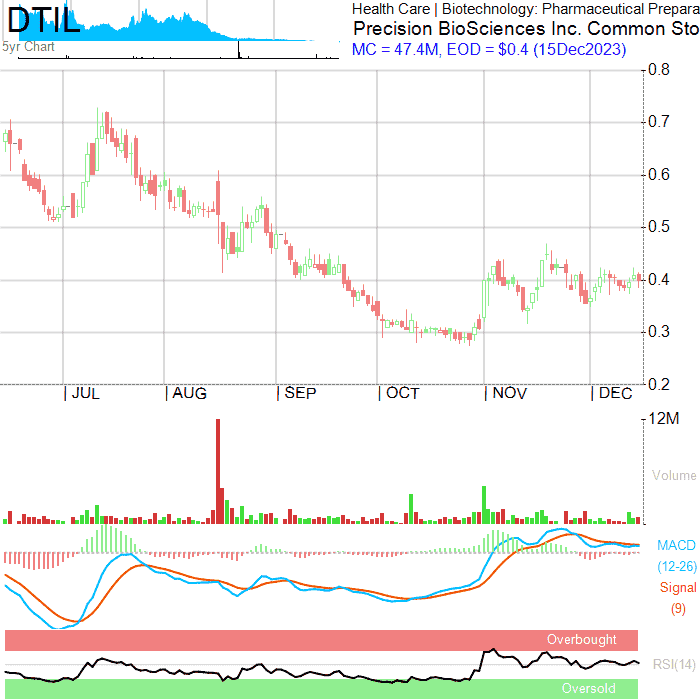 DTIL
5yr Chart
Health Care | Biotechnology: Pharmaceutical Prepara
Precision BioSciences Inc. Common Sto
MC = 47.4M, EOD = $0.4 (15Dec2023)
0.8
0.7
0.6
0.5
0.4
0.3
0.2
| JUL | AUG | SEP | OCT | NOV | DEC
12M
Volume
MACD
(12-26)
Signal
(9)
Overbought
RSI(14)
Oversold